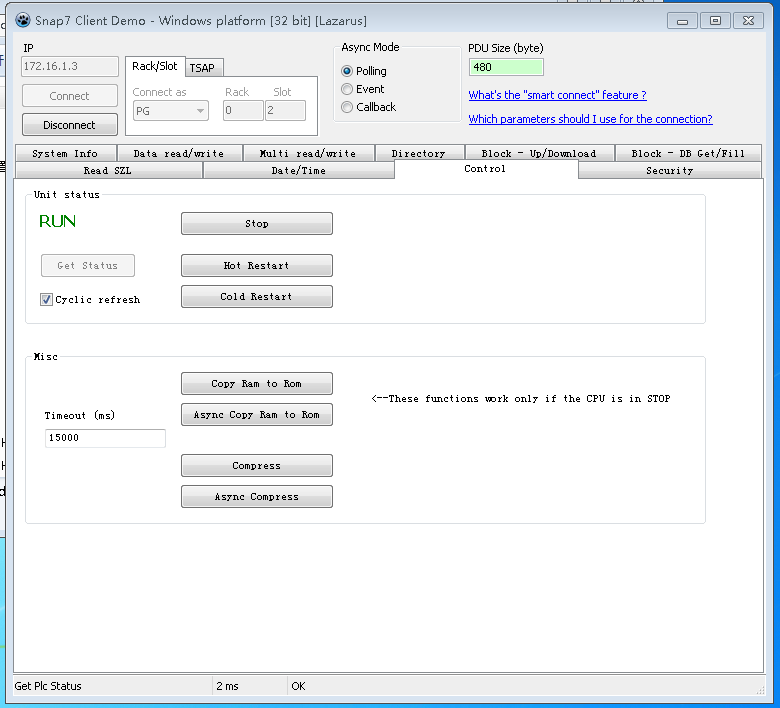 Snap7 Client Demo - Windows platform [32 bit] [Lazarus]
IP
172.16.1.3
Connect
Disconnect
Rack/Slot
TSAP
Connect as
Rack
Slot
PG
0
2
Async Mode
Polling
Event
Callback
PDU Size (byte)
480
What's the "smart connect" feature ?
Which parameters should I use for the connection?
System Info
Data read/write
Multi read/write
Directory
Block - Up/Download
Block - DB Get/Fill
Read SZL
Date/Time
Control
Security
Unit status
RUN
Stop
Get Status
Hot Restart
Cyclic refresh
Cold Restart
Misc
Copy Ram to Rom
<--These functions work only if the CPU is in STOP
Timeout (ms)
Async Copy Ram to Rom
15000
Compress
Async Compress
Get Plc Status
2 ms
OK